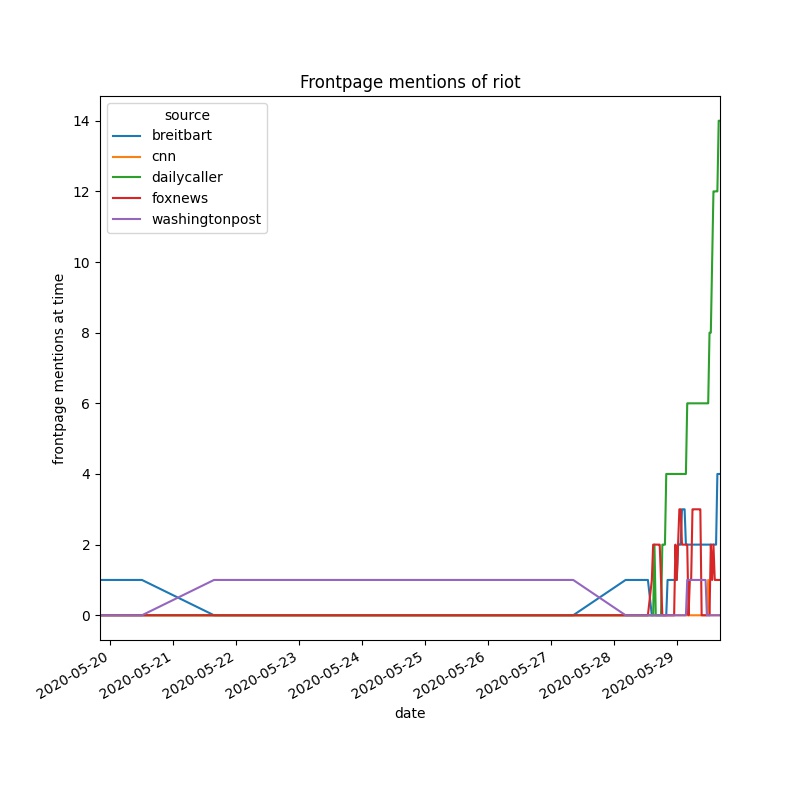 Frontpage mentions of riot
source
breitbart
cnn
dailycaller
foxnews
washingtonpost
frontpage mentions at time
14
12
10
8
6
4
2
0
2020-05-20
2020-05-21
2020-05-22
2020-05-23
2020-05-24
2020-05-25
2020-05-26
2020-05-27
2020-05-28
2020-05-29
date